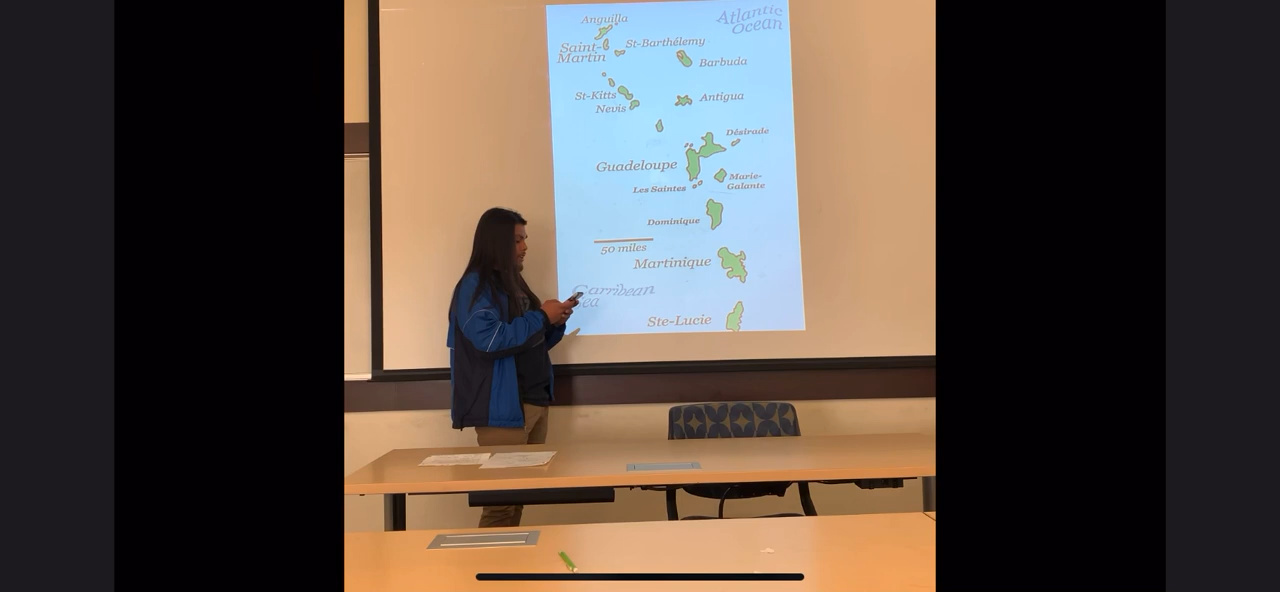 Anguilla
Atlantic
Ocean
Saint-
Martin
St-Barthélemy
Barbuda
St-Kitts
Nevis
Antigua
Désirade
Guadeloupe
Marie-
Galante
Les Saintes
Dominique
50 miles
Martinique
Carribean
Sea
Ste-Lucie